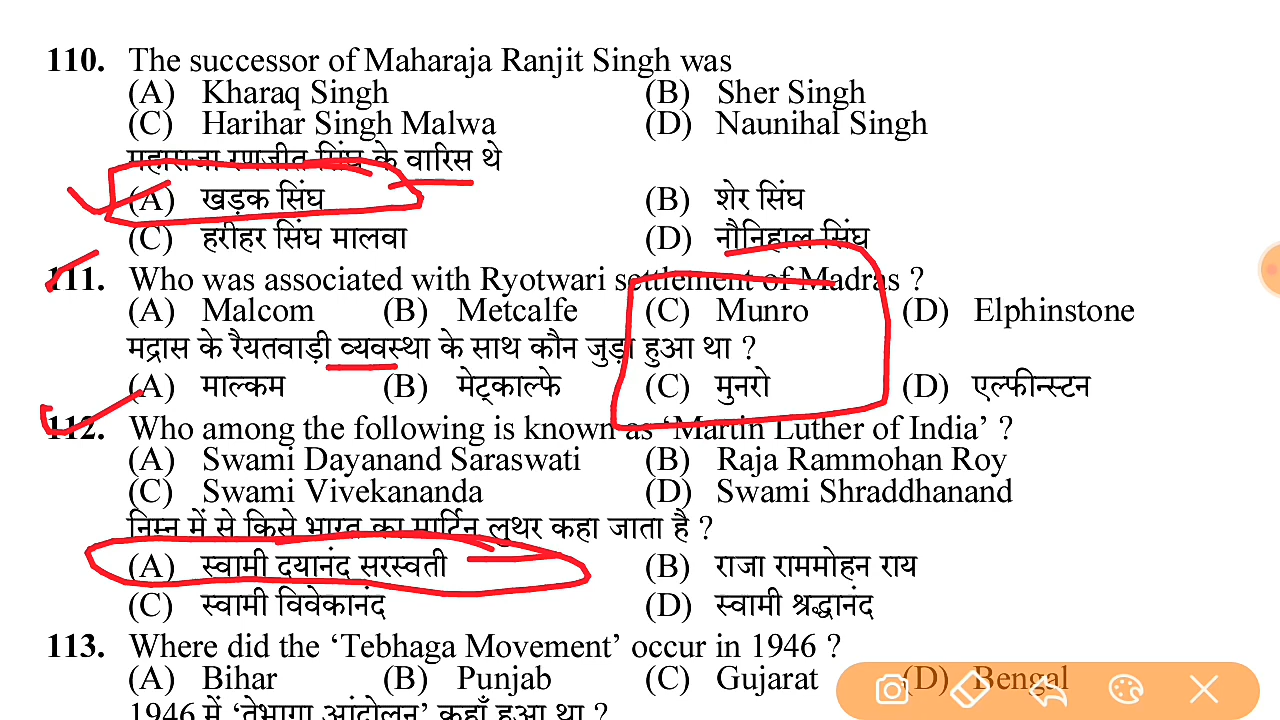 110. The successor of Maharaja Ranjit Singh was
(A) Kharaq Singh (B) Sher Singh
(C) Harihar Singh Malwa (D) Naunihal Singh
महाराजा रणजीत सिंघ के वारिस थे
(A) खड़क सिंघ (B) शेर सिंघ
(C) हरीहर सिंघ मालवा (D) नौनिहाल सिंघ
111. Who was associated with Ryotwari settlement of Madras ?
(A) Malcom (B) Metcalfe (C) Munro (D) Elphinstone
मद्रास के रैयतवाड़ी व्यवस्था के साथ कौन जुड़ा हुआ था ?
(A) माल्कम (B) मेट्काल्फे (C) मुनरो (D) एल्फीन्स्टन
112. Who among the following is known as ‘Martin Luther of India’ ?
(A) Swami Dayanand Saraswati (B) Raja Rammohan Roy
(C) Swami Vivekananda (D) Swami Shraddhanand
निम्न में से किसे भारत का मार्टिन लुथर कहा जाता है ?
(A) स्वामी दयानंद सरस्वती (B) राजा राममोहन राय
(C) स्वामी विवेकानंद (D) स्वामी श्रद्धानंद
113. Where did the ‘Tebhaga Movement’ occur in 1946 ?
(A) Bihar (B) Punjab (C) Gujarat (D) Bengal
1946 में ‘तेभागा आंदोलन’ कहाँ हुआ था ?